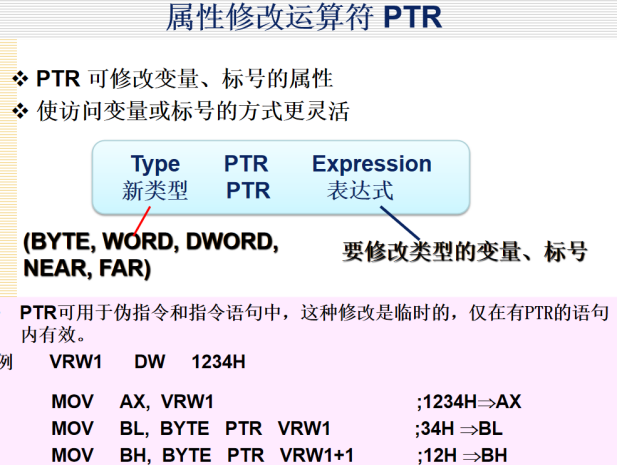 属性修改运算符 PTR
❖ PTR 可修改变量、标号的属性
❖ 使访问变量或标号的方式更灵活
Type PTR Expression
新类型 PTR 表达式
(BYTE, WORD, DWORD,
NEAR, FAR)
要修改类型的变量、标号
PTR可用于伪指令和指令语句中，这种修改是临时的，仅在有PTR的语句
内有效。
例 VRW1 DW 1234H
MOV AX, VRW1 ;1234H⇒AX
MOV BL, BYTE PTR VRW1 ;34H ⇒BL
MOV BH, BYTE PTR VRW1+1 ;12H ⇒BH